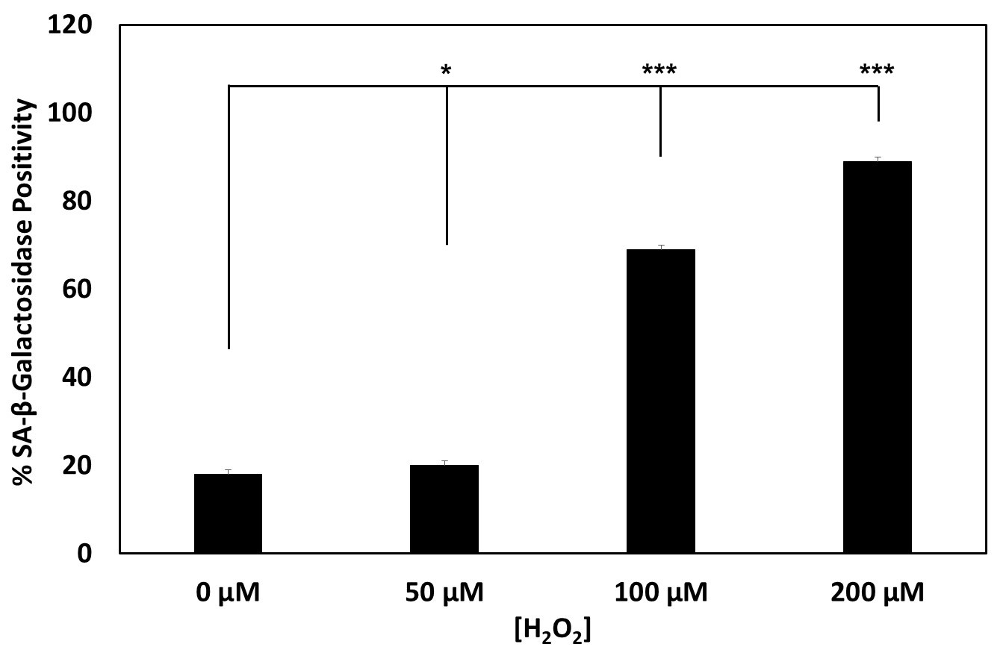 120
* *** ***
100
80
60
40
20
0
% SA-β-Galactosidase Positivity
0 µM 50 µM 100 µM 200 µM
[H₂O₂]